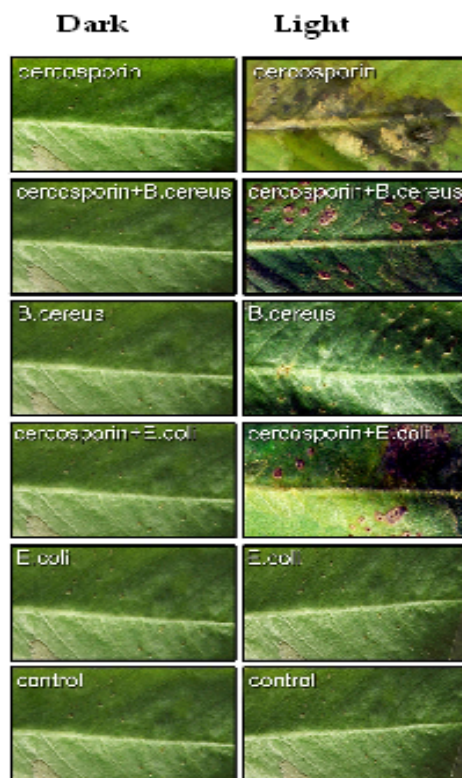 Dark Light
cercosporin cercosporin
cercosporin+B.cereus cercosporin+B.cereus
B.cereus B.cereus
cercosporin+E.coli cercosporin+E.coli
E.coli E.coli
control control